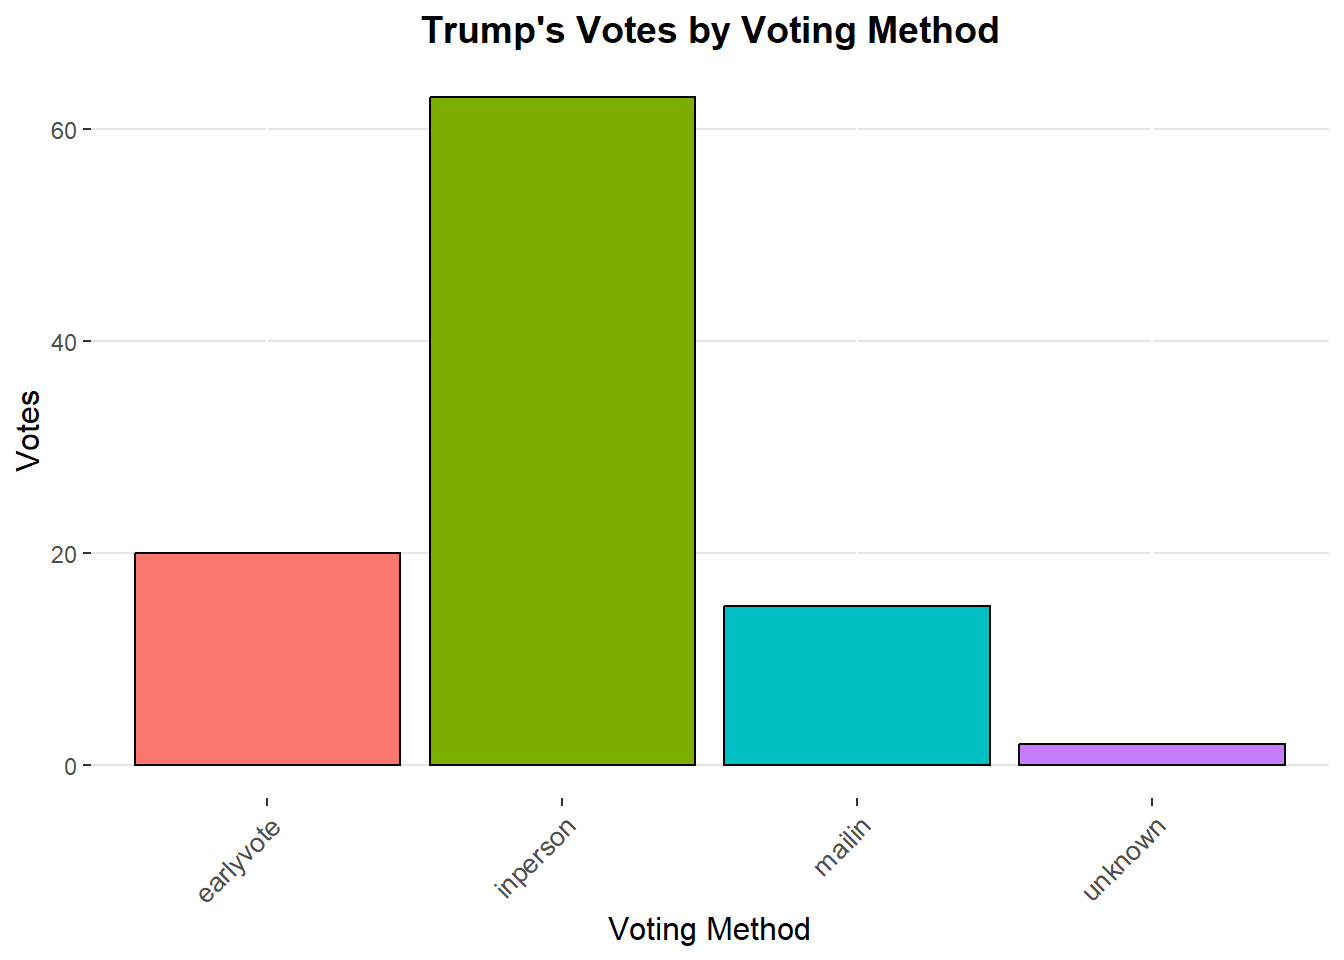 Trump's Votes by Voting Method
60
40
20
0
Votes
earlyvote
inperson
mailin
unknown
Voting Method